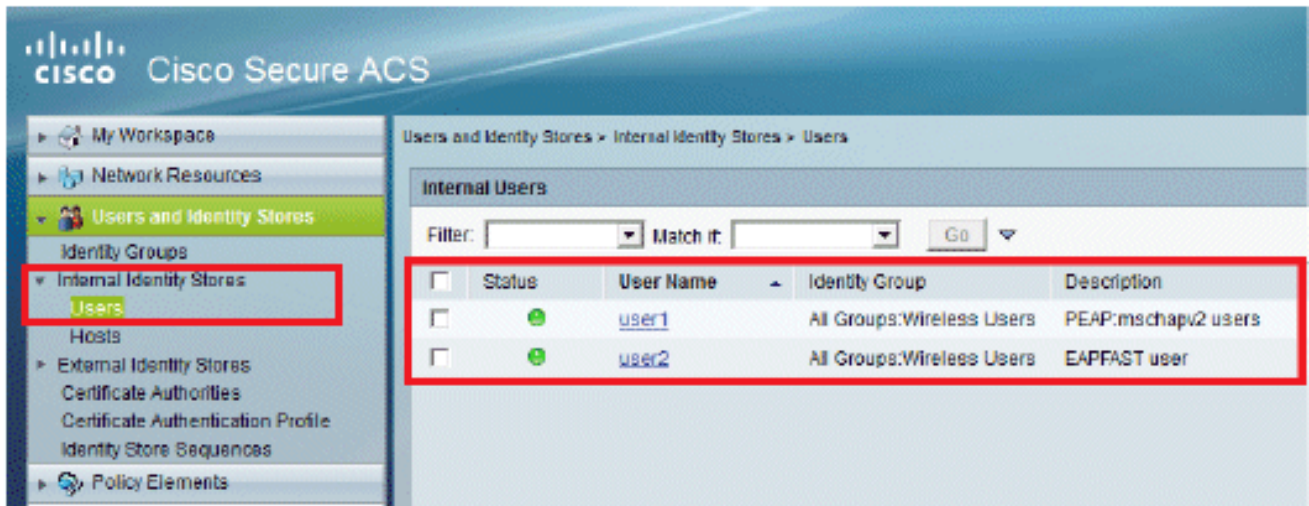 CISCO Cisco Secure ACS
My Workspace
Network Resources
Users and Identity Stores
Identity Groups
Internal Identity Stores
Users
Hosts
External Identity Stores
Certificate Authorities
Certificate Authentication Profile
Identity Store Sequences
Policy Elements
Users and Identity Stores > Internal Identity Stores > Users
Internal Users
Filter: Match if: Go
Status User Name Identity Group Description
user1 All Groups:Wireless Users PEAP:mschapv2 users
user2 All Groups:Wireless Users EAPFAST user